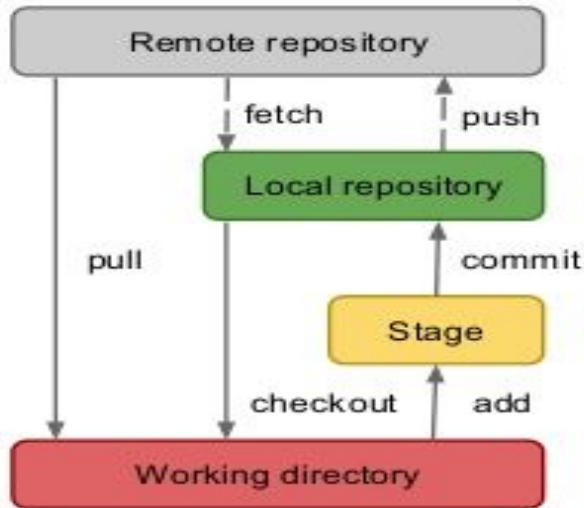 Remote repository
fetch
push
Local repository
pull
commit
Stage
checkout
add
Working directory